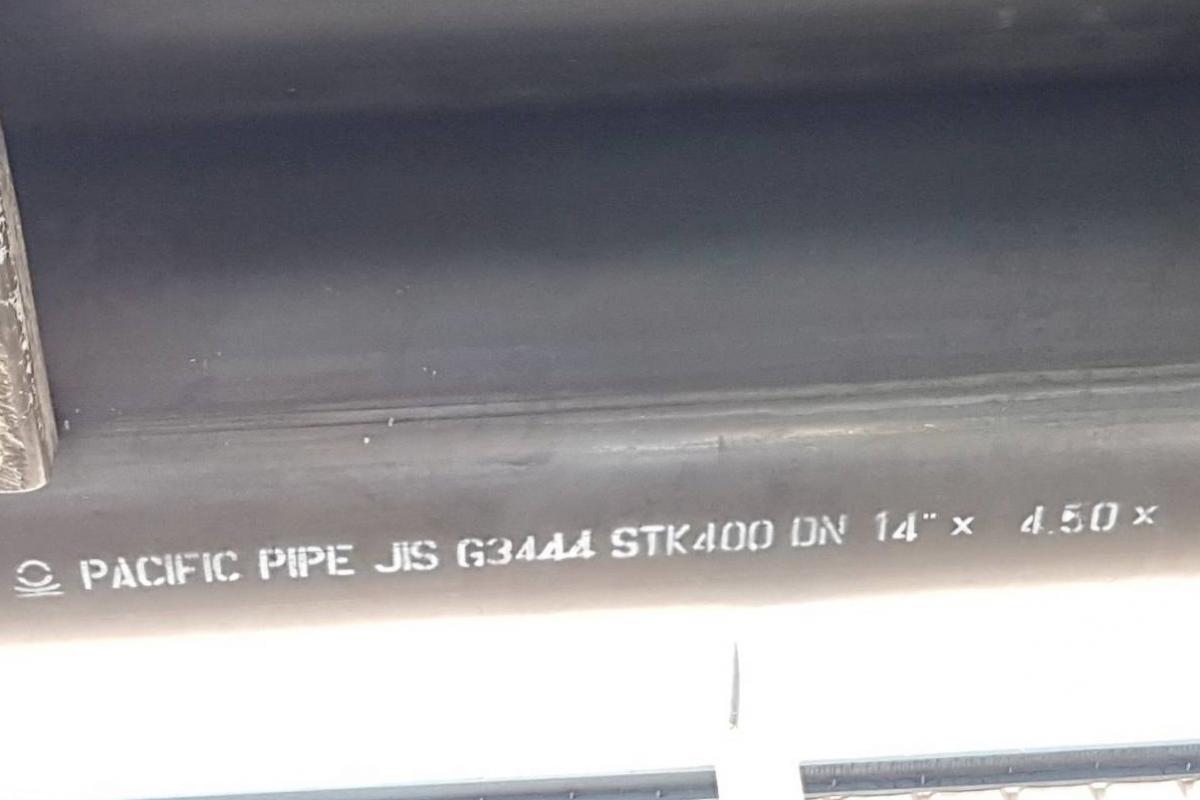 PACIFIC PIPE JIS G3444 STK400 DN 14" x 4.50 x